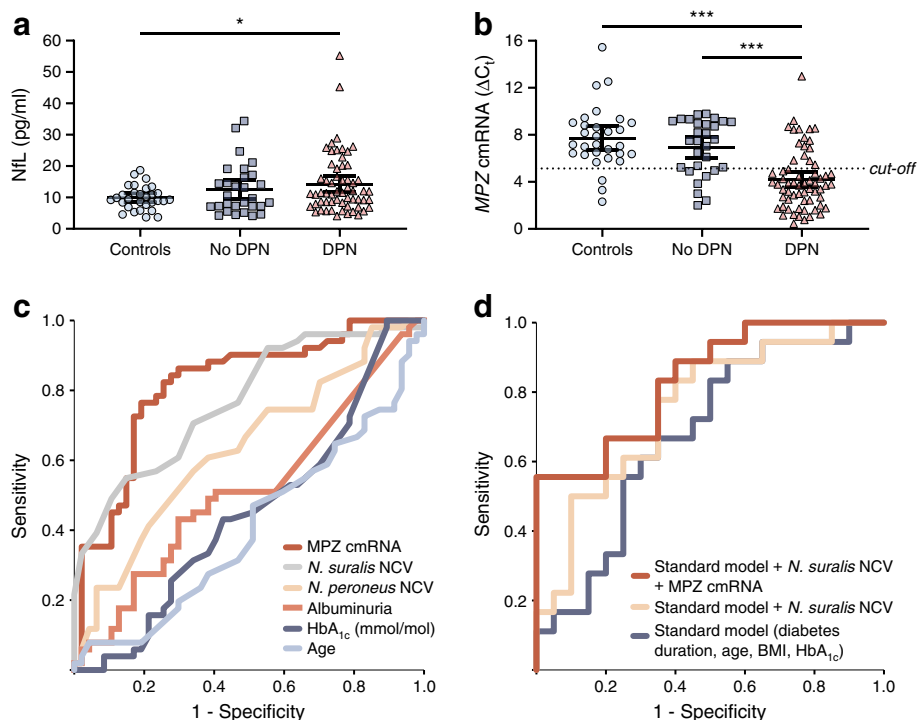 a
*
NfL (pg/ml)
60
50
40
30
20
10
0
Controls
No DPN
DPN
b
***
***
MPZ cmRNA (ΔCt)
16
12
8
4
0
cut-off
Controls
No DPN
DPN
c
Sensitivity
1.0
0.8
0.6
0.4
0.2
MPZ cmRNA
N. suralis NCV
N. peroneus NCV
Albuminuria
HbA1c (mmol/mol)
Age
0.2
0.4
0.6
0.8
1.0
1 - Specificity
d
Sensitivity
1.0
0.8
0.6
0.4
0.2
Standard model + N. suralis NCV
+ MPZ cmRNA
Standard model + N. suralis NCV
Standard model (diabetes
duration, age, BMI, HbA1c)
0.2
0.4
0.6
0.8
1.0
1 - Specificity